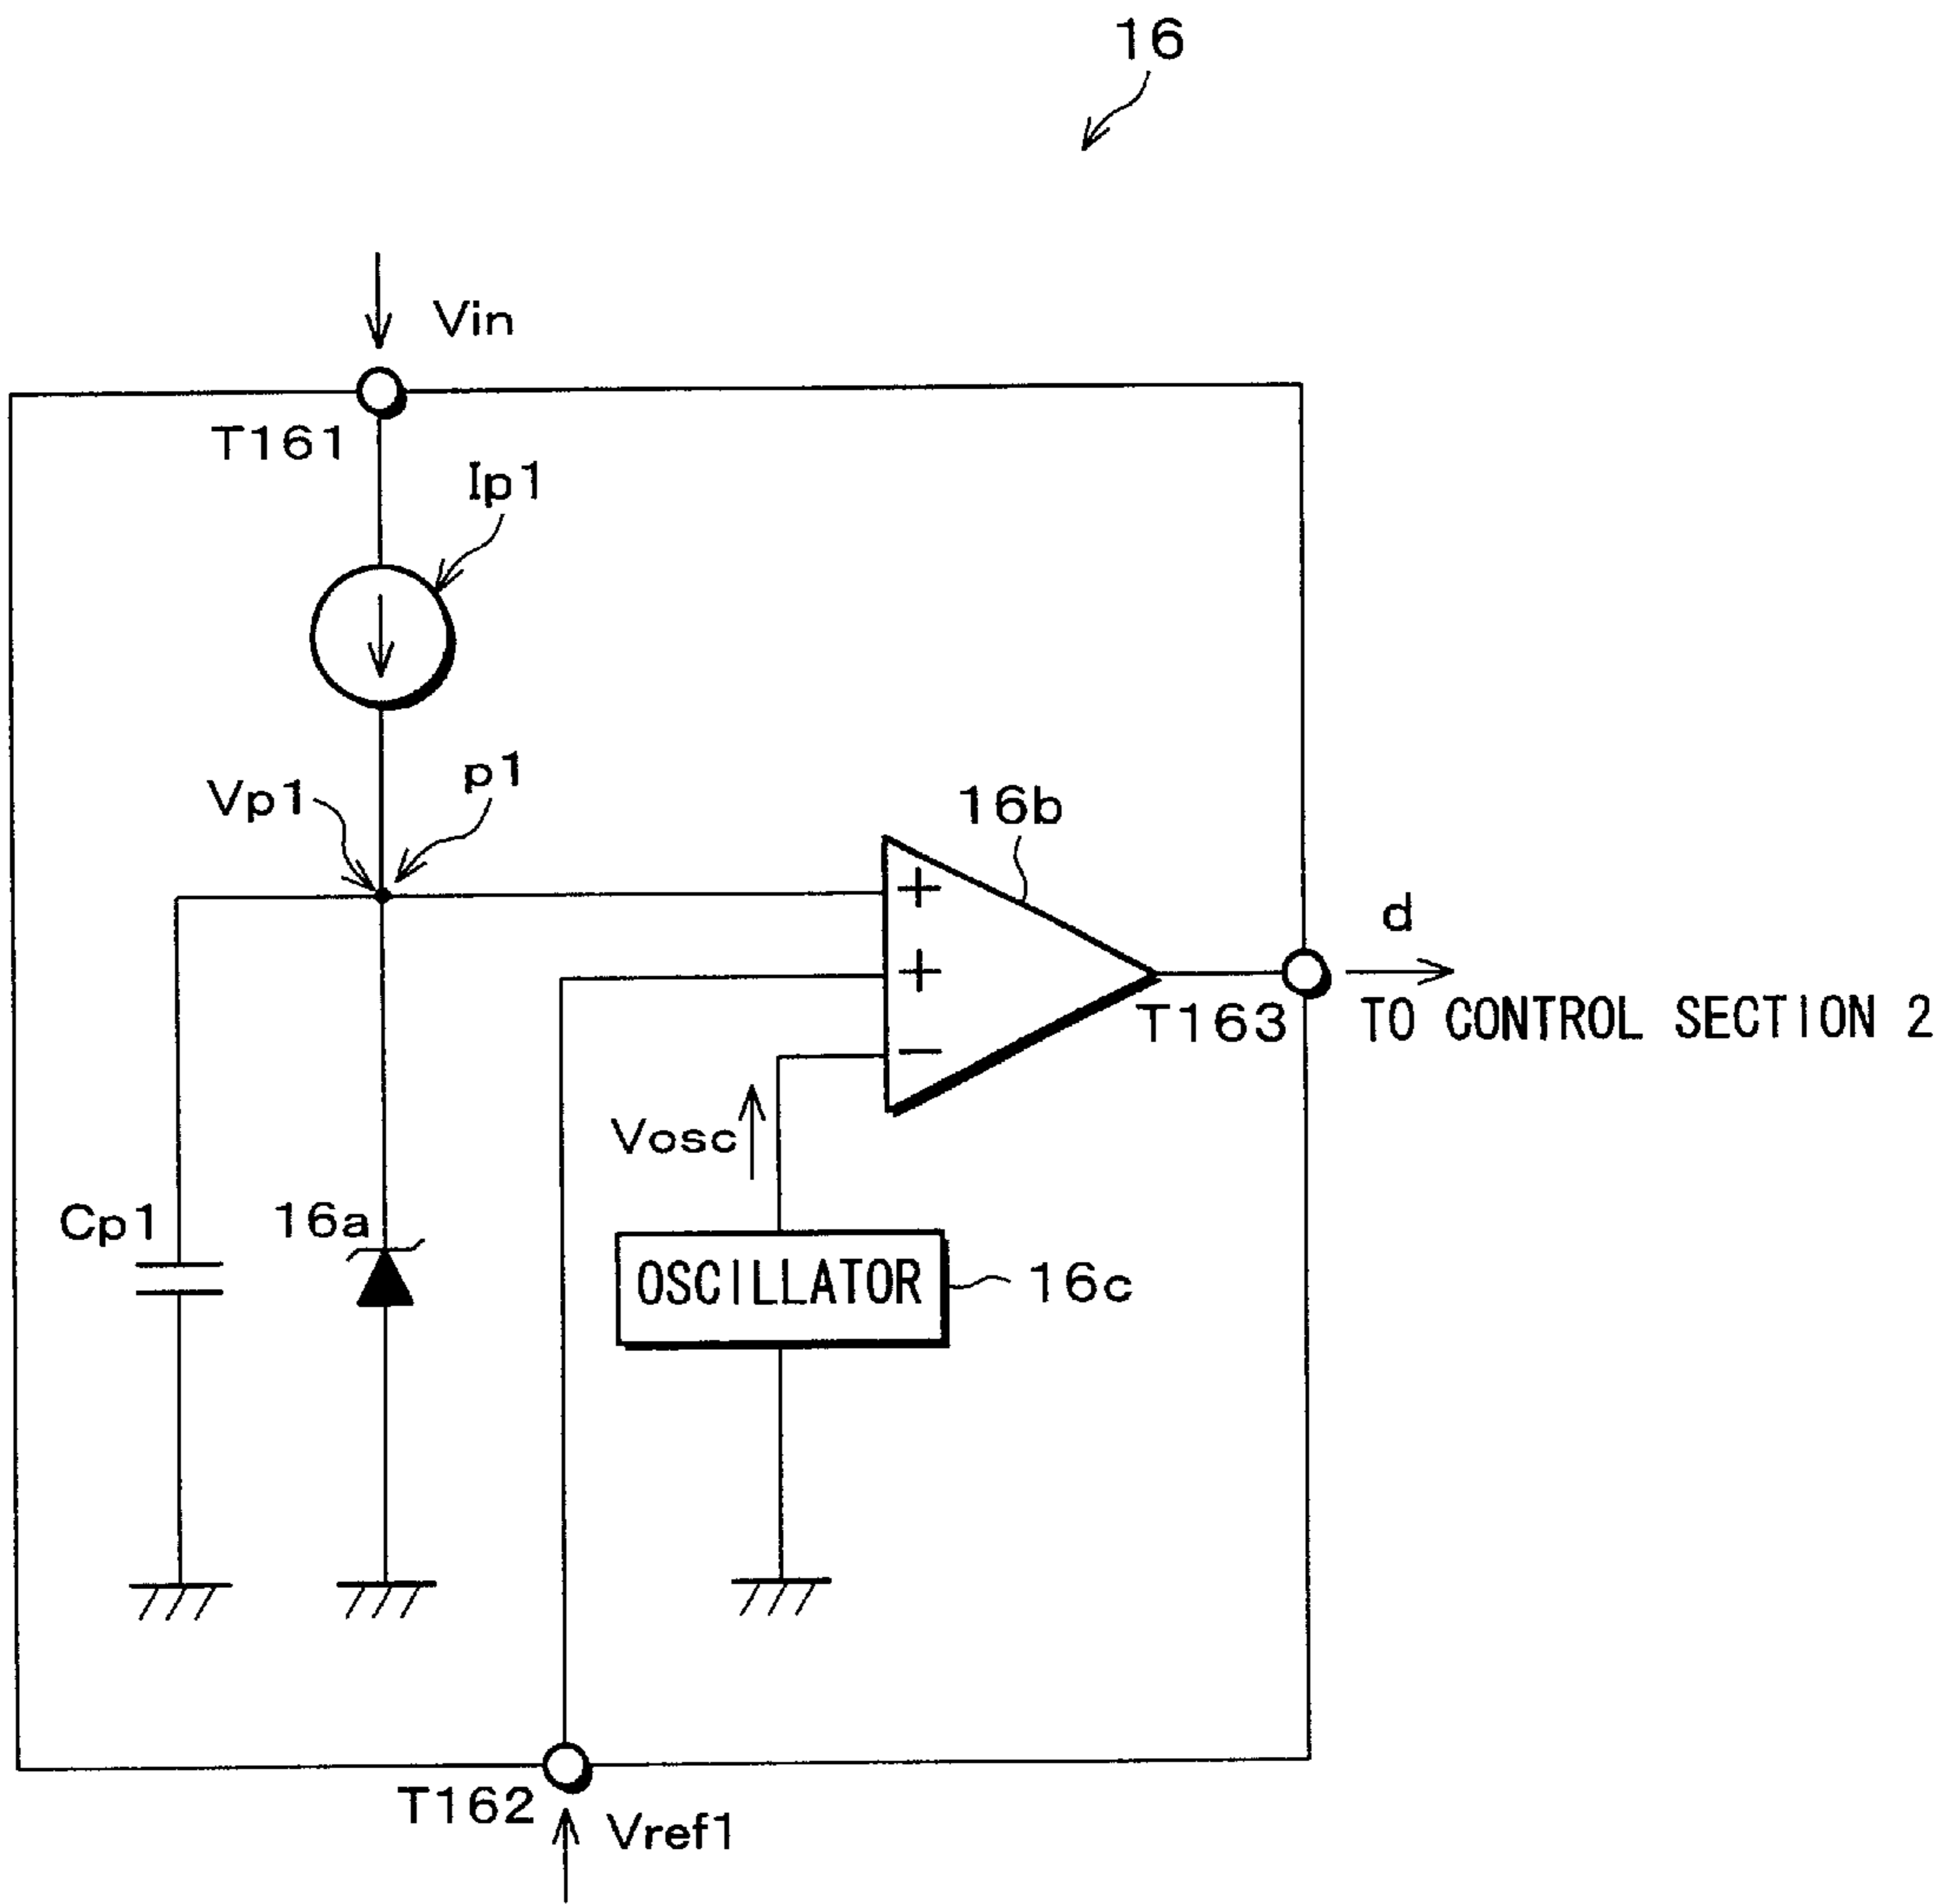 16
Vin
T161
Ip1
Vp1
p1
16b
+
+
−
d
T163
TO CONTROL SECTION 2
Vosc
Cp1
16a
OSCILLATOR
16c
T162
Vref1